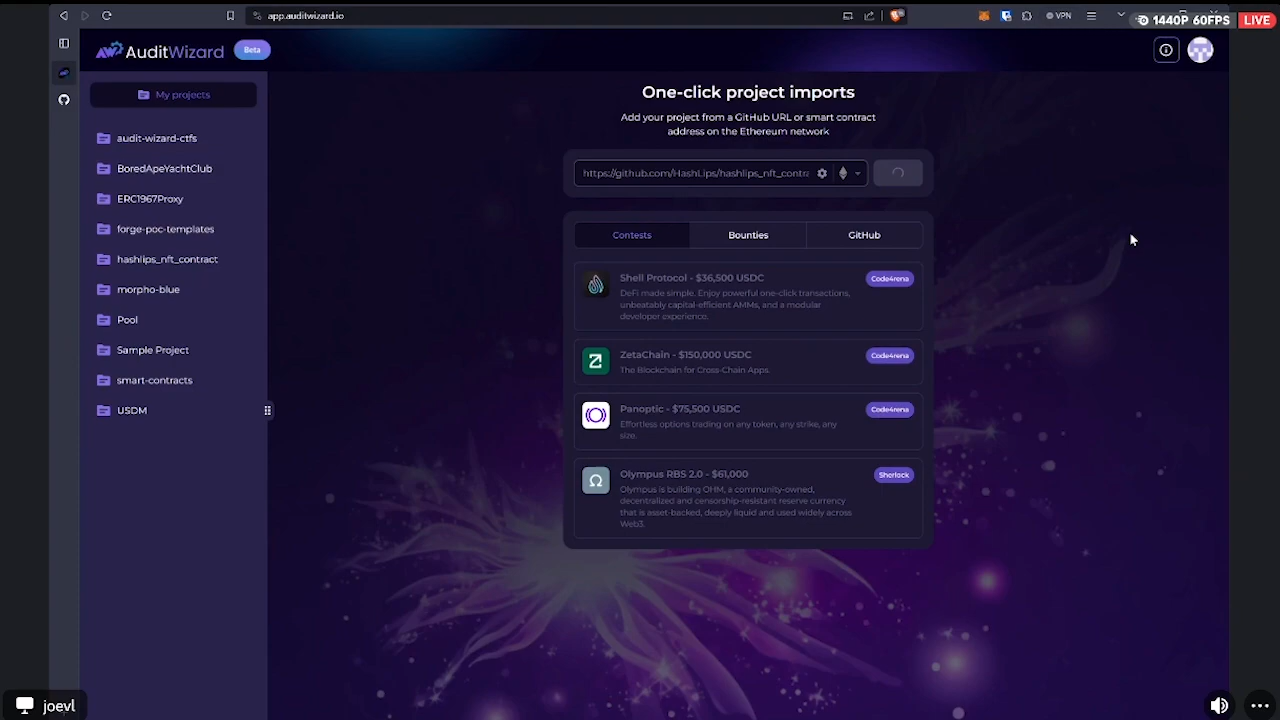 app.auditwizard.io
VPN
1440P 60FPS
LIVE
AuditWizard
Beta
My projects
audit-wizard-ctfs
BoredApeYachtClub
ERC1967Proxy
forge-poc-templates
hashlips_nft_contract
morpho-blue
Pool
Sample Project
smart-contracts
USDM
One-click project imports
Add your project from a GitHub URL or smart contract
address on the Ethereum network
https://github.com/HashLips/hashlips_nft_contra
Contests
Bounties
GitHub
Shell Protocol - $36,500 USDC
Code4rena
DeFi made simple. Enjoy powerful one-click transactions,
unbeatably capital-efficient AMMs, and a modular
developer experience.
ZetaChain - $150,000 USDC
Code4rena
The Blockchain for Cross-Chain Apps.
Panoptic - $75,500 USDC
Code4rena
Effortless options trading on any token, any strike, any
size.
Olympus RBS 2.0 - $61,000
Sherlock
Olympus is building OHM, a community-owned,
decentralized and censorship-resistant reserve currency
that is asset-backed, deeply liquid and used widely across
Web3.
joevl